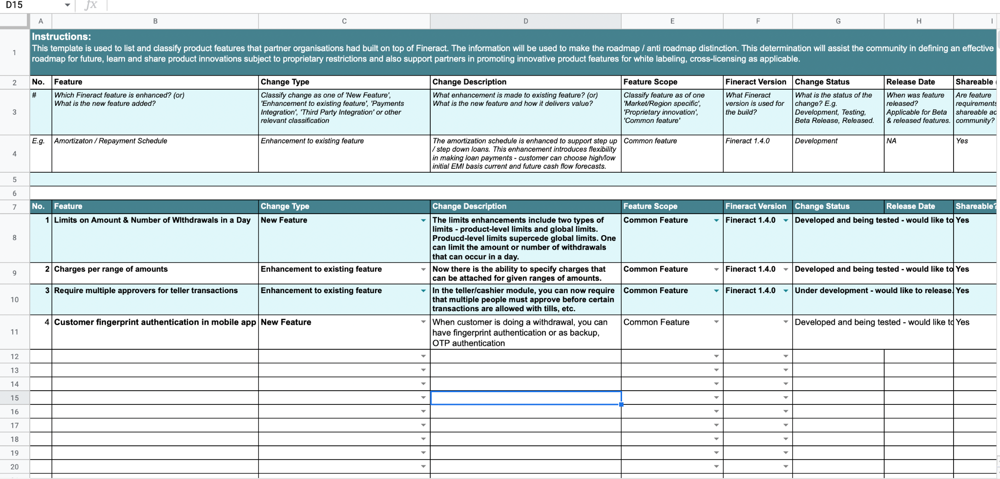 D15
fx
A B C D E F G H I
1
Instructions:
This template is used to list and classify product features that partner organisations had built on top of Fineract. The information will be used to make the roadmap / anti roadmap distinction. This determination will assist the community in defining an effective
roadmap for future, learn and share product innovations subject to proprietary restrictions and also support partners in promoting innovative product features for white labeling, cross-licensing as applicable.
2
No.
Feature
Change Type
Change Description
Feature Scope
Fineract Version
Change Status
Release Date
Shareable
3
#
Which Fineract feature is enhanced? (or)
What is the new feature added?
Classify change as one of 'New Feature',
'Enhancement to existing feature', 'Payments
Integration', 'Third Party Integration' or other
relevant classification
What enhancement is made to existing feature? (or)
What is the new feature and how it delivers value?
Classify feature as of one
'Market/Region specific',
'Proprietary innovation',
'Common feature'
What Fineract
version is used for
the build?
What is the status of the
change? E.g.
Development, Testing,
Beta Release, Released.
When was feature
released?
Applicable for Beta
& released features.
Are feature
requirements
shareable ac
community?
4
E.g.
Amortizaton / Repayment Schedule
Enhancement to existing feature
The amortization schedule is enhanced to support step up
/ step down loans. This enhancement introduces flexibility
in making loan payments - customer can choose high/low
initial EMI basis current and future cash flow forecasts.
Common feature
Fineract 1.4.0
Development
NA
Yes
5
6
7
No.
Feature
Change Type
Change Description
Feature Scope
Fineract Version
Change Status
Release Date
Shareable?
8
1
Limits on Amount & Number of WIthdrawals in a Day
New Feature
The limits enhancements include two types of
limits - product-level limits and global limits.
Producd-level limits supercede global limits. One
can limit the amount or number of withdrawals
that can occur in a day.
Common Feature
Fineract 1.4.0
Developed and being tested - would like to
Yes
9
2
Charges per range of amounts
Enhancement to existing feature
Now there is the ability to specify charges that
can be attached for given ranges of amounts.
Common Feature
Fineract 1.4.0
Developed and being tested - would like to
Yes
10
3
Require multiple approvers for teller transactions
Enhancement to existing feature
In the teller/cashier module, you can now require
that multiple people must approve before certain
transactions are allowed with tills, etc.
Common Feature
Fineract 1.4.0
Under development - would like to release.
Yes
11
4
Customer fingerprint authentication in mobile app
New Feature
When customer is doing a withdrawal, you can
have fingerprint authentication or as backup,
OTP authentication
Common Feature
Developed and being tested - would like to
Yes
12
13
14
15
16
17
18
19
20